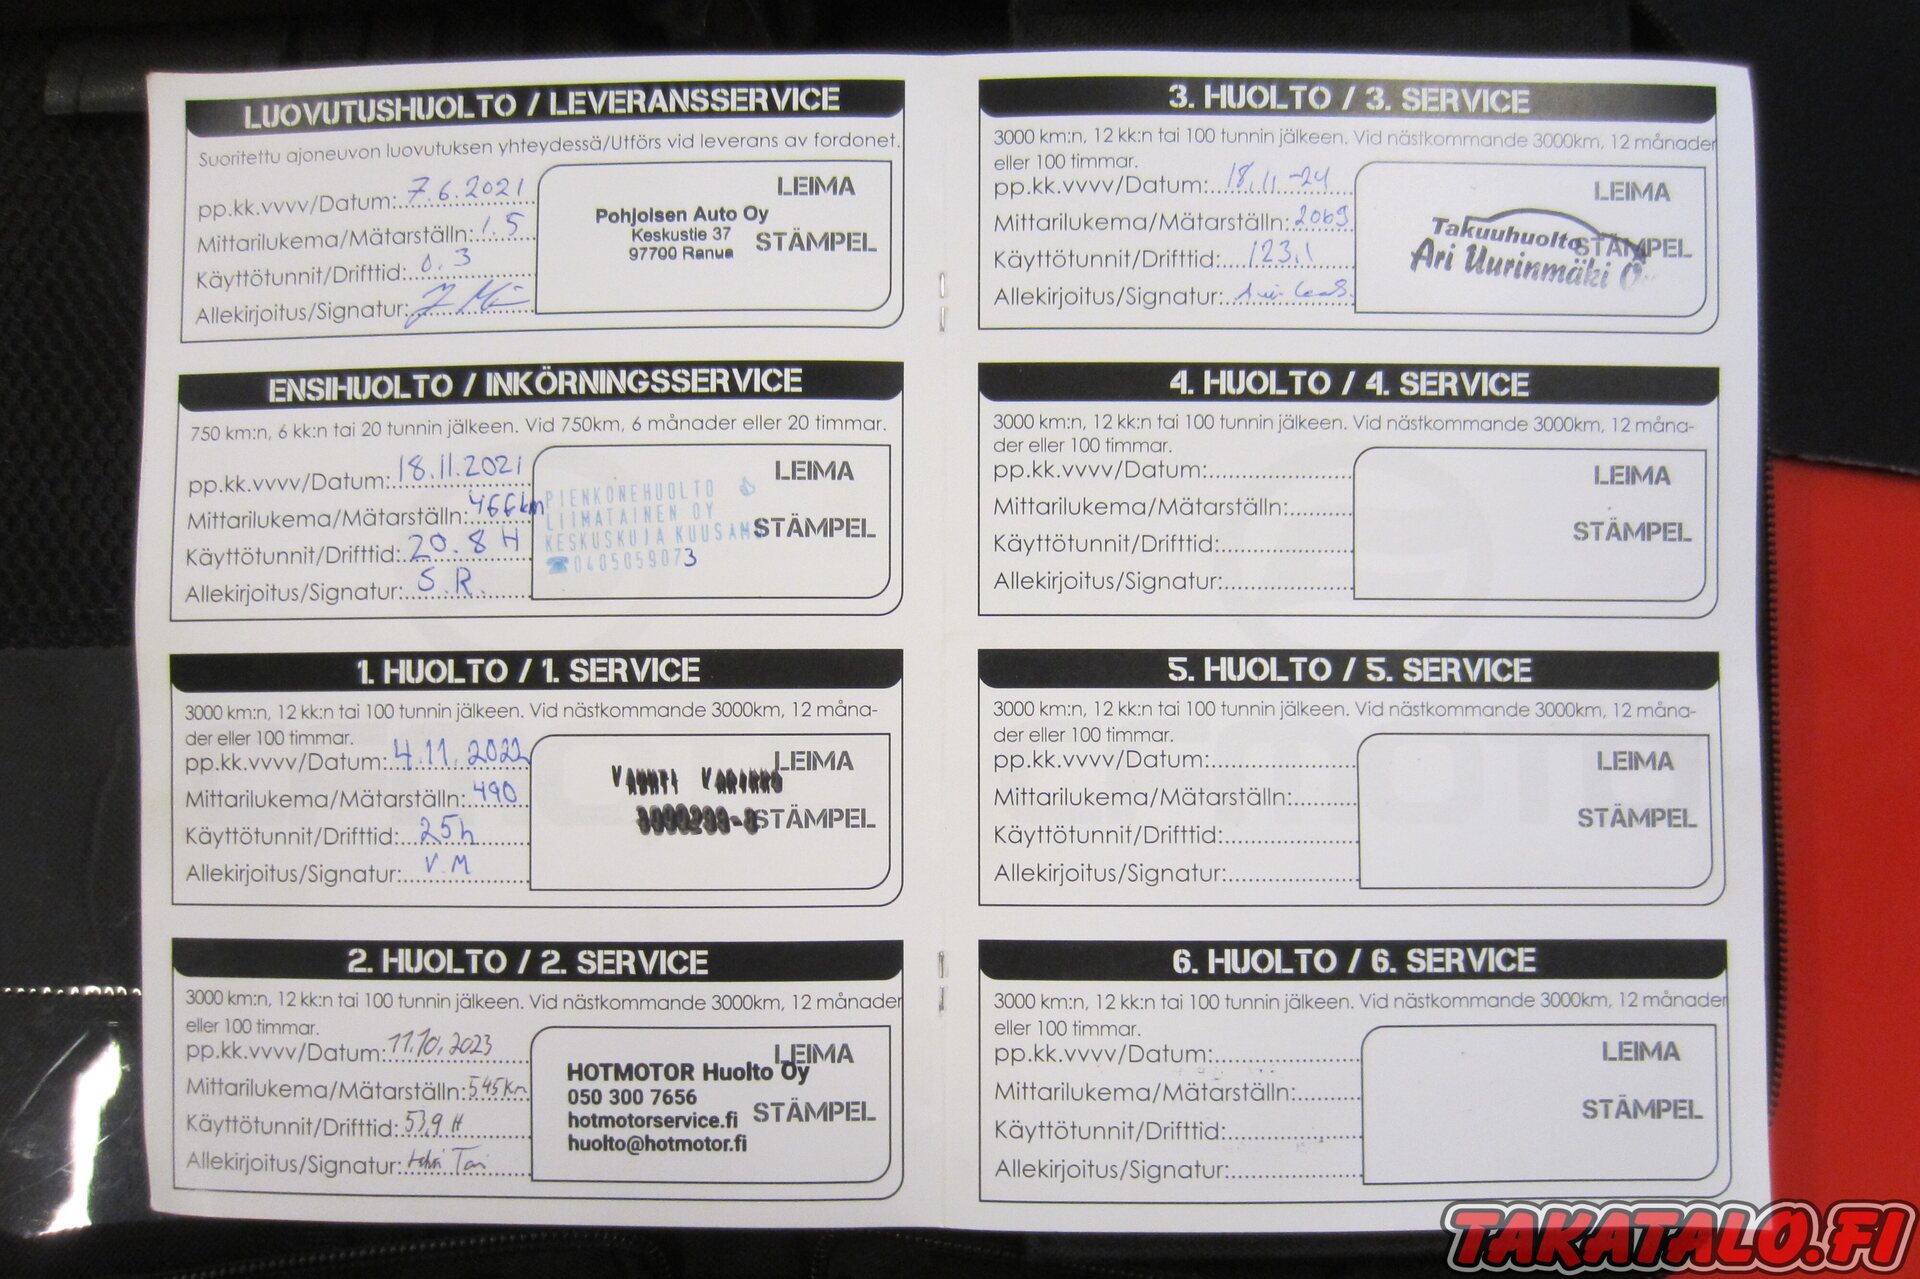 LUOVUTUSHUOLTO / LEVERANSSERVICE
Suoritettu ajoneuvon luovutuksen yhteydessä/Utförs vid leverans av fordonet.
pp.kk.vvvv/Datum: 7.6.2021
Mittarilukema/Mätarställn: 1.5
Käyttötunnit/Drifttid: 0.3
Allekirjoitus/Signatur:
LEIMA
STÄMPEL
Pohjoisen Auto Oy
Keskustie 37
97700 Ranua
ENSIHUOLTO / INKÖRNINGSSERVICE
750 km:n, 6 kk:n tai 20 tunnin jälkeen. Vid 750km, 6 månader eller 20 timmar.
pp.kk.vvvv/Datum: 18.11.2021
Mittarilukema/Mätarställn: 466km
Käyttötunnit/Drifttid: 20.8 H
Allekirjoitus/Signatur: S.R.
LEIMA
STÄMPEL
PIENKONEHUOLTO
LIIMATAINEN OY
KESKUSKUJA KUUSAMO
☎0405059073
1. HUOLTO / 1. SERVICE
3000 km:n, 12 kk:n tai 100 tunnin jälkeen. Vid nästkommande 3000km, 12 måna-
der eller 100 timmar.
pp.kk.vvvv/Datum: 4.11.2022
Mittarilukema/Mätarställn: 490
Käyttötunnit/Drifttid: 25h
Allekirjoitus/Signatur: V.M
LEIMA
STÄMPEL
2. HUOLTO / 2. SERVICE
3000 km:n, 12 kk:n tai 100 tunnin jälkeen. Vid nästkommande 3000km, 12 månader
eller 100 timmar.
pp.kk.vvvv/Datum: 11.10.2023
Mittarilukema/Mätarställn: 545km
Käyttötunnit/Drifttid: 53,9 H
Allekirjoitus/Signatur:
LEIMA
STÄMPEL
HOTMOTOR Huolto Oy
050 300 7656
hotmotorservice.fi
huolto@hotmotor.fi
3. HUOLTO / 3. SERVICE
3000 km:n, 12 kk:n tai 100 tunnin jälkeen. Vid nästkommande 3000km, 12 månader
eller 100 timmar.
pp.kk.vvvv/Datum: 18.11-24
Mittarilukema/Mätarställn: 2069
Käyttötunnit/Drifttid: 123.1
Allekirjoitus/Signatur:
LEIMA
STÄMPEL
Takuuhuolto
Ari Uurinmäki Oy
4. HUOLTO / 4. SERVICE
3000 km:n, 12 kk:n tai 100 tunnin jälkeen. Vid nästkommande 3000km, 12 måna-
der eller 100 timmar.
pp.kk.vvvv/Datum:
Mittarilukema/Mätarställn:
Käyttötunnit/Drifttid:
Allekirjoitus/Signatur:
LEIMA
STÄMPEL
5. HUOLTO / 5. SERVICE
3000 km:n, 12 kk:n tai 100 tunnin jälkeen. Vid nästkommande 3000km, 12 måna-
der eller 100 timmar.
pp.kk.vvvv/Datum:
Mittarilukema/Mätarställn:
Käyttötunnit/Drifttid:
Allekirjoitus/Signatur:
LEIMA
STÄMPEL
6. HUOLTO / 6. SERVICE
3000 km:n, 12 kk:n tai 100 tunnin jälkeen. Vid nästkommande 3000km, 12 månader
eller 100 timmar.
pp.kk.vvvv/Datum:
Mittarilukema/Mätarställn:
Käyttötunnit/Drifttid:
Allekirjoitus/Signatur:
LEIMA
STÄMPEL
TAKATALO.FI